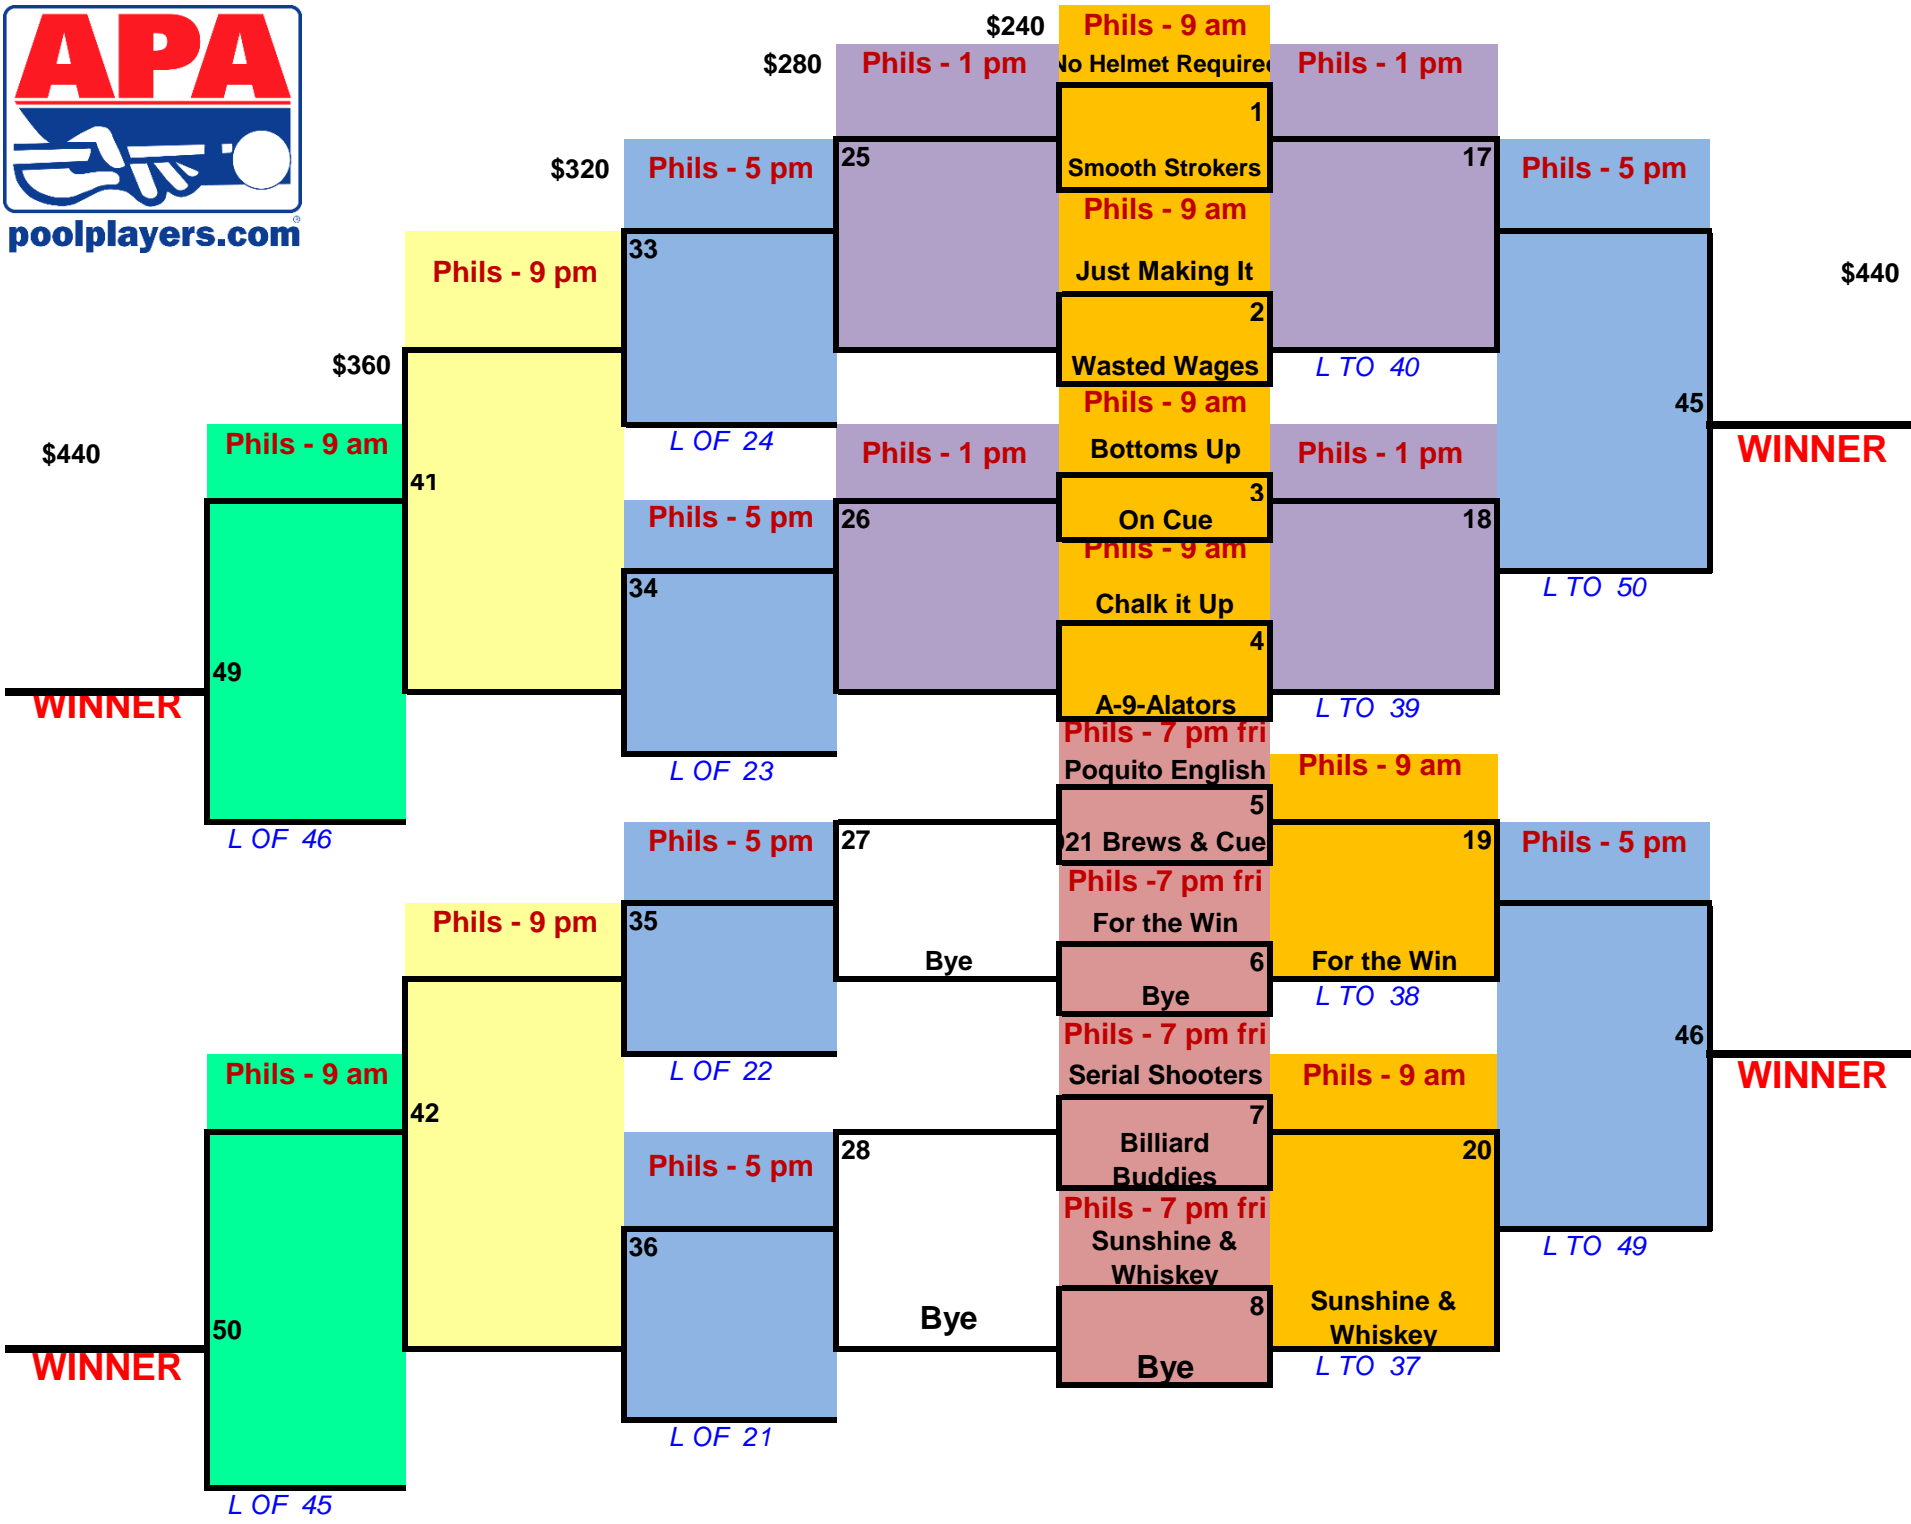 APA
poolplayers.com
$240
Phils - 9 am
$280
Phils - 1 pm
No Helmet Required
Phils - 1 pm
1
$320
Phils - 5 pm
25
Smooth Strokers
17
Phils - 5 pm
Phils - 9 am
33
Phils - 9 pm
Just Making It
$440
2
$360
Wasted Wages
L TO 40
Phils - 9 am
45
$440
Phils - 9 am
L OF 24
Phils - 1 pm
Bottoms Up
Phils - 1 pm
WINNER
41
3
Phils - 5 pm
26
On Cue
18
Phils - 9 am
34
L TO 50
Chalk it Up
4
49
WINNER
A-9-Alators
L TO 39
Phils - 7 pm fri
L OF 23
Poquito English
Phils - 9 am
5
L OF 46
Phils - 5 pm
27
21 Brews & Cue
19
Phils - 5 pm
Phils -7 pm fri
Phils - 9 pm
35
For the Win
Bye
6
For the Win
Bye
L TO 38
Phils - 7 pm fri
46
Phils - 9 am
L OF 22
Serial Shooters
Phils - 9 am
WINNER
42
7
28
Billiard
Buddies
20
Phils - 5 pm
Phils - 7 pm fri
36
Sunshine &
Whiskey
L TO 49
Bye
8
Sunshine &
Whiskey
50
WINNER
Bye
L TO 37
L OF 21
L OF 45